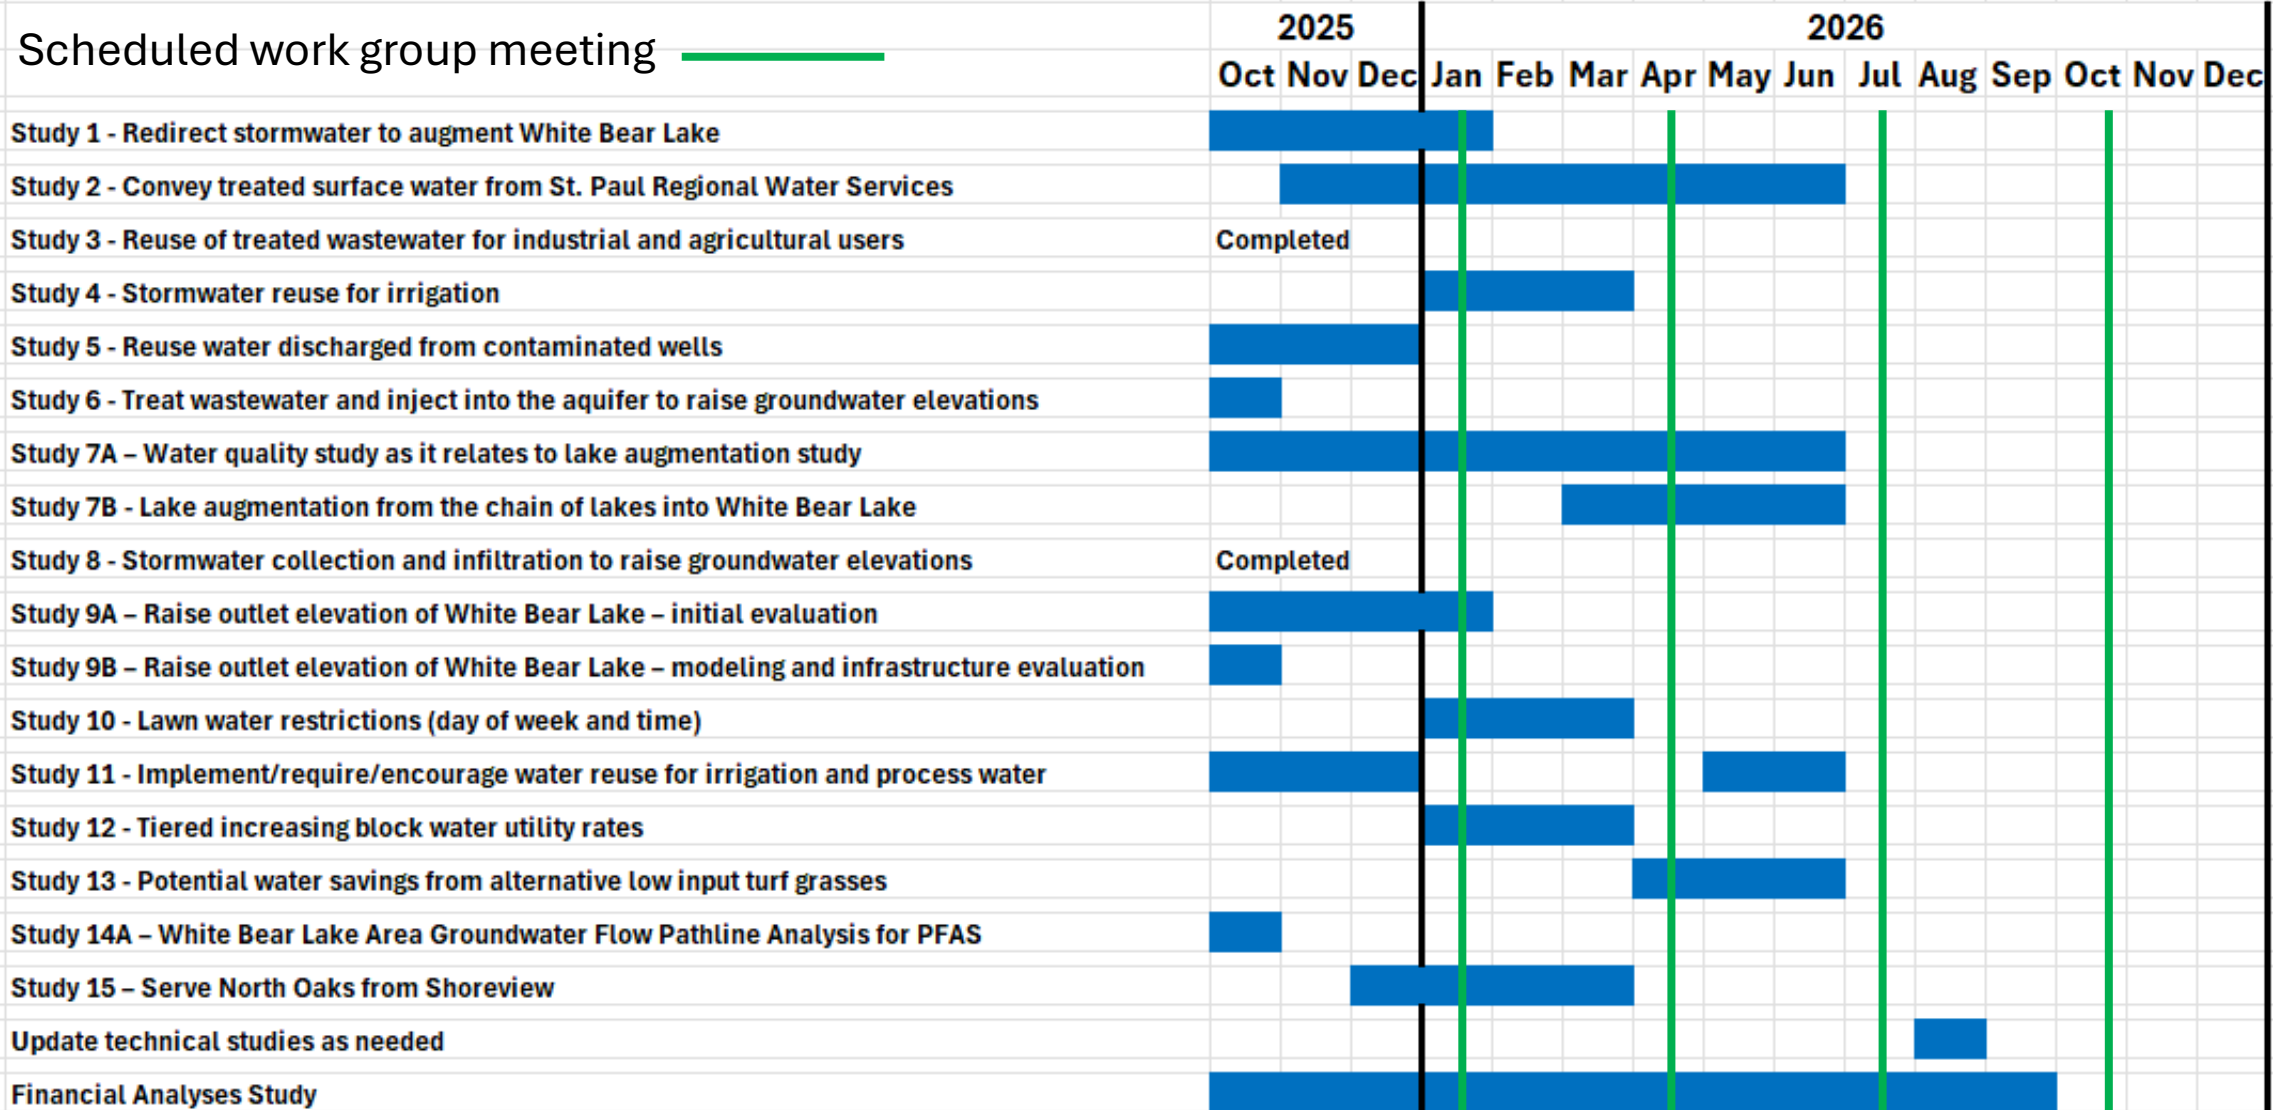 2025 2026
Scheduled work group meeting
Oct Nov Dec Jan Feb Mar Apr May Jun Jul Aug Sep Oct Nov Dec
Study 1 - Redirect stormwater to augment White Bear Lake
Study 2 - Convey treated surface water from St. Paul Regional Water Services
Study 3 - Reuse of treated wastewater for industrial and agricultural users Completed
Study 4 - Stormwater reuse for irrigation
Study 5 - Reuse water discharged from contaminated wells
Study 6 - Treat wastewater and inject into the aquifer to raise groundwater elevations
Study 7A – Water quality study as it relates to lake augmentation study
Study 7B - Lake augmentation from the chain of lakes into White Bear Lake
Study 8 - Stormwater collection and infiltration to raise groundwater elevations Completed
Study 9A – Raise outlet elevation of White Bear Lake – initial evaluation
Study 9B – Raise outlet elevation of White Bear Lake – modeling and infrastructure evaluation
Study 10 - Lawn water restrictions (day of week and time)
Study 11 - Implement/require/encourage water reuse for irrigation and process water
Study 12 - Tiered increasing block water utility rates
Study 13 - Potential water savings from alternative low input turf grasses
Study 14A – White Bear Lake Area Groundwater Flow Pathline Analysis for PFAS
Study 15 – Serve North Oaks from Shoreview
Update technical studies as needed
Financial Analyses Study